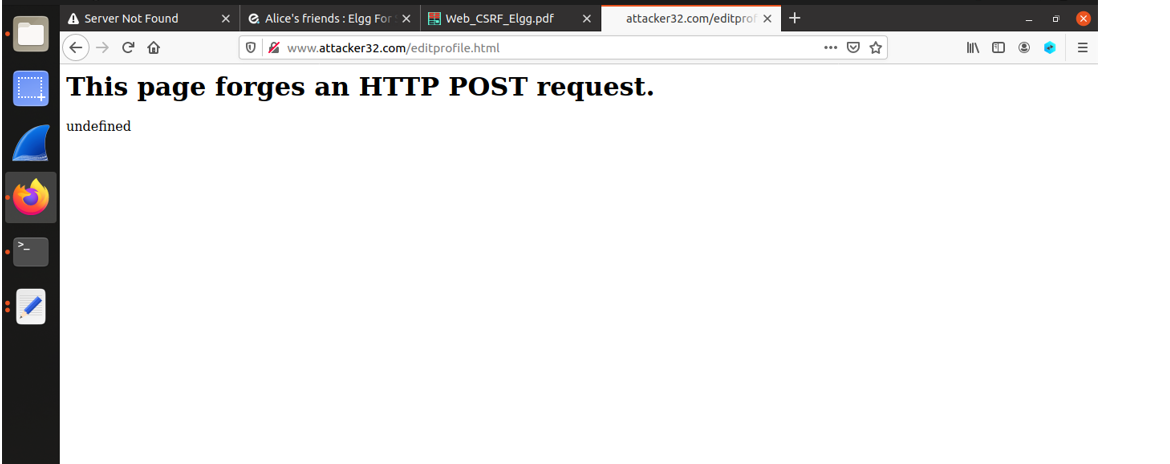 Server Not Found
Alice's friends : Elgg For
Web_CSRF_Elgg.pdf
attacker32.com/editprof
www.attacker32.com/editprofile.html
This page forges an HTTP POST request.
undefined